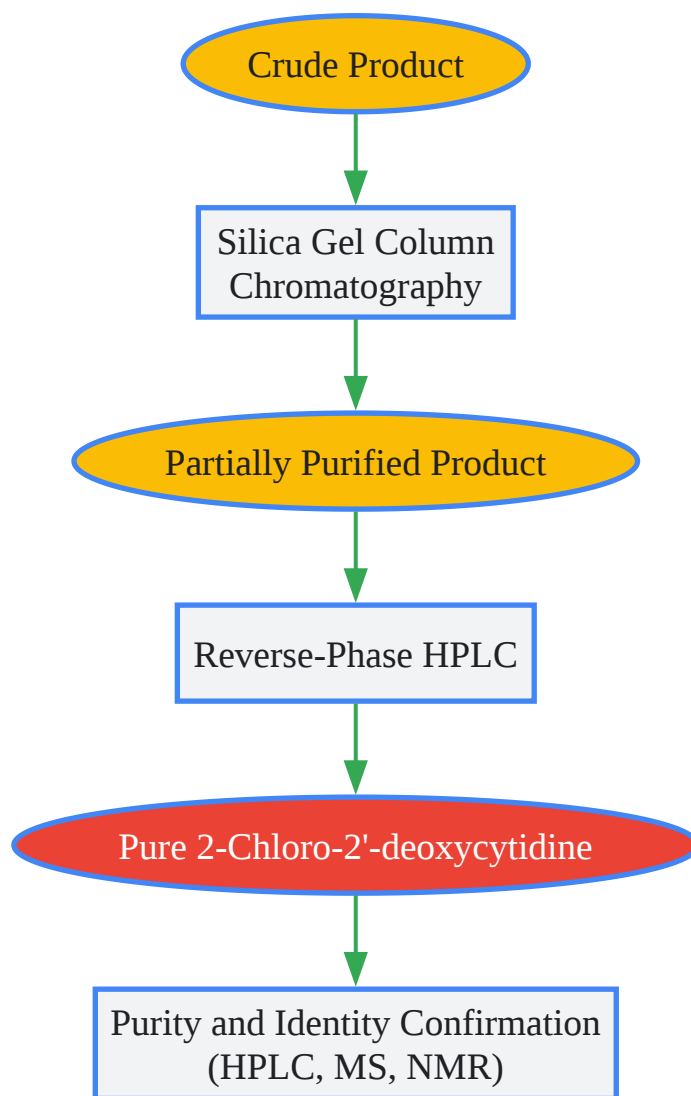 Crude Product
Silica Gel Column
Chromatography
Partially Purified Product
Reverse-Phase HPLC
Pure 2-Chloro-2'-deoxycytidine
Purity and Identity Confirmation
(HPLC, MS, NMR)